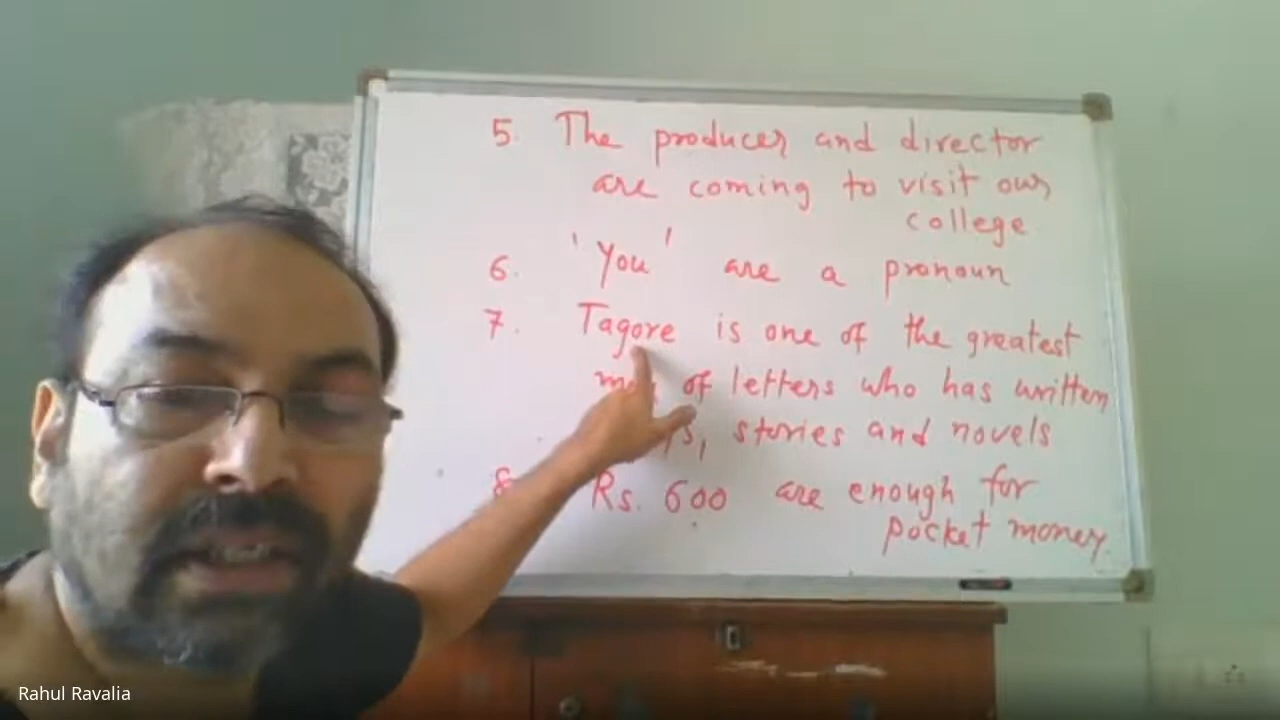 5. The producer and director
are coming to visit our
college
6. 'You' are a pronoun
7. Tagore is one of the greatest
of letters who has written
stories and novels
8. Rs. 600 are enough for
pocket money.
Rahul Ravalia